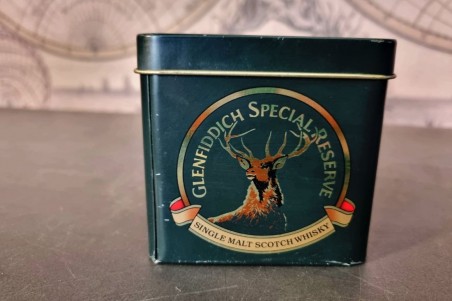 GLENFIDDICH SPECIAL RESERVE
SINGLE MALT SCOTCH WHISKY